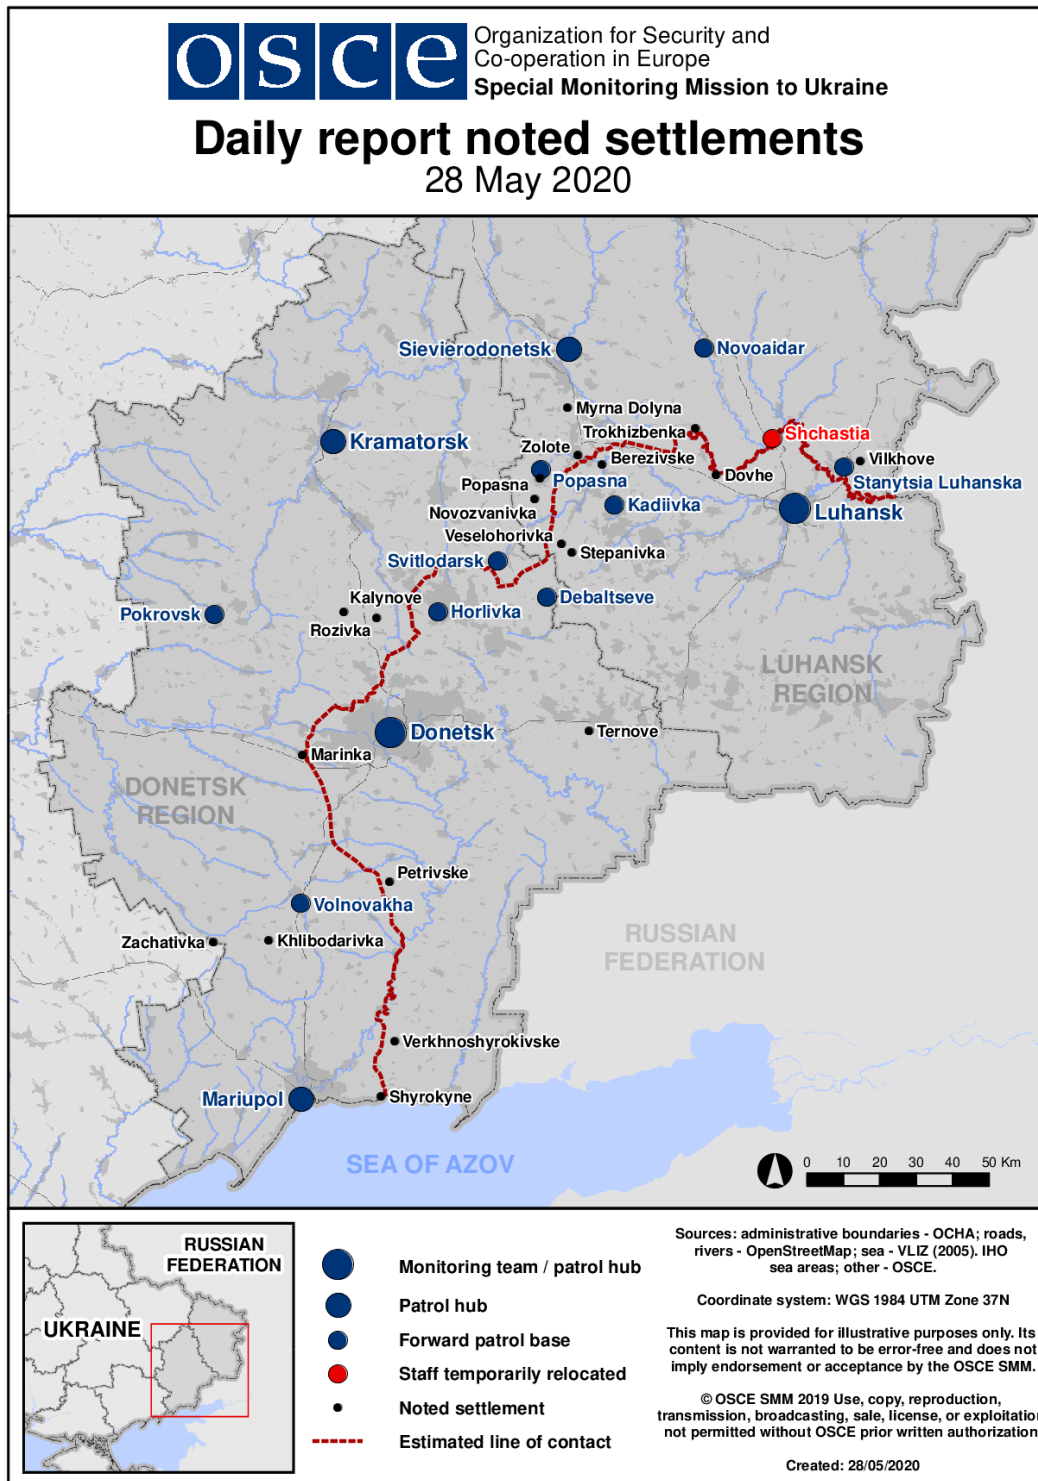 osce
Organization for Security and
Co-operation in Europe
Special Monitoring Mission to Ukraine
Daily report noted settlements
28 May 2020
Sievierodonetsk
Novoaidar
Myrna Dolyna
Trokhizbenka
Shchastia
Kramatorsk
Zolote
Berezivske
Vilkhove
Popasna
Dovhe
Stanytsia Luhanska
Popasna
Kadiivka
Novozvanivka
Luhansk
Veselohorivka
Stepanivka
Svitlodarsk
Debaltseve
Kalynove
Horlivka
Pokrovsk
Rozivka
LUHANSK
REGION
Donetsk
Ternove
Marinka
DONETSK
REGION
Petrivske
Volnovakha
Zachativka
Khlibodarivka
RUSSIAN
FEDERATION
Verkhnoshyrokivske
Mariupol
Shyrokyne
SEA OF AZOV
0 10 20 30 40 50 Km
RUSSIAN
FEDERATION
UKRAINE
Monitoring team / patrol hub
Patrol hub
Forward patrol base
Staff temporarily relocated
Noted settlement
Estimated line of contact
Sources: administrative boundaries - OCHA; roads,
rivers - OpenStreetMap; sea - VLIZ (2005). IHO
sea areas; other - OSCE.
Coordinate system: WGS 1984 UTM Zone 37N
This map is provided for illustrative purposes only. Its
content is not warranted to be error-free and does not
imply endorsement or acceptance by the OSCE SMM.
© OSCE SMM 2019 Use, copy, reproduction,
transmission, broadcasting, sale, license, or exploitation
not permitted without OSCE prior written authorization
Created: 28/05/2020